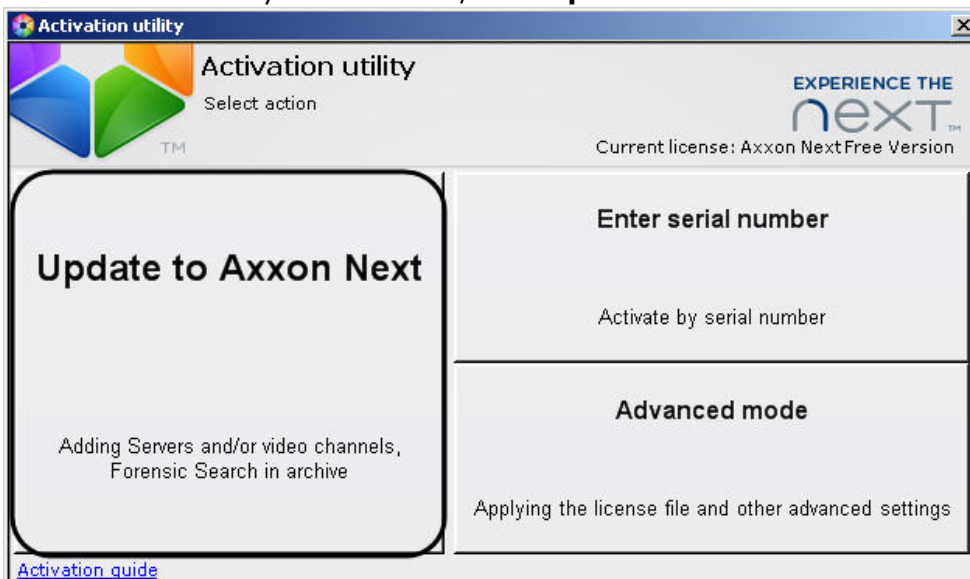 Activation utility
Activation utility
Select action
EXPERIENCE THE
next™
TM
Current license: Axxon Next Free Version
Update to Axxon Next
Adding Servers and/or video channels,
Forensic Search in archive
Enter serial number
Activate by serial number
Advanced mode
Applying the license file and other advanced settings
Activation guide